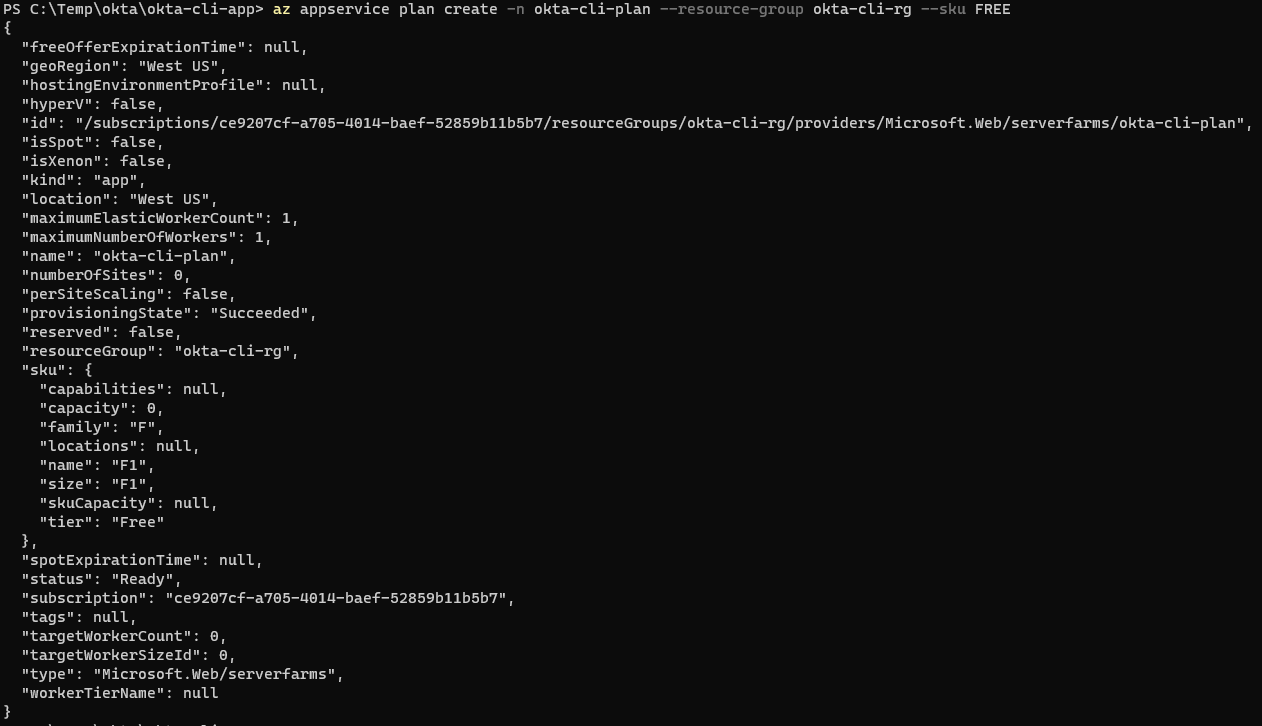 PS C:\Temp\okta\okta-cli-app> az appservice plan create -n okta-cli-plan --resource-group okta-cli-rg --sku FREE
{
  "freeOfferExpirationTime": null,
  "geoRegion": "West US",
  "hostingEnvironmentProfile": null,
  "hyperV": false,
  "id": "/subscriptions/ce9207cf-a705-4014-baef-52859b11b5b7/resourceGroups/okta-cli-rg/providers/Microsoft.Web/serverfarms/okta-cli-plan",
  "isSpot": false,
  "isXenon": false,
  "kind": "app",
  "location": "West US",
  "maximumElasticWorkerCount": 1,
  "maximumNumberOfWorkers": 1,
  "name": "okta-cli-plan",
  "numberOfSites": 0,
  "perSiteScaling": false,
  "provisioningState": "Succeeded",
  "reserved": false,
  "resourceGroup": "okta-cli-rg",
  "sku": {
    "capabilities": null,
    "capacity": 0,
    "family": "F",
    "locations": null,
    "name": "F1",
    "size": "F1",
    "skuCapacity": null,
    "tier": "Free"
  },
  "spotExpirationTime": null,
  "status": "Ready",
  "subscription": "ce9207cf-a705-4014-baef-52859b11b5b7",
  "tags": null,
  "targetWorkerCount": 0,
  "targetWorkerSizeId": 0,
  "type": "Microsoft.Web/serverfarms",
  "workerTierName": null
}